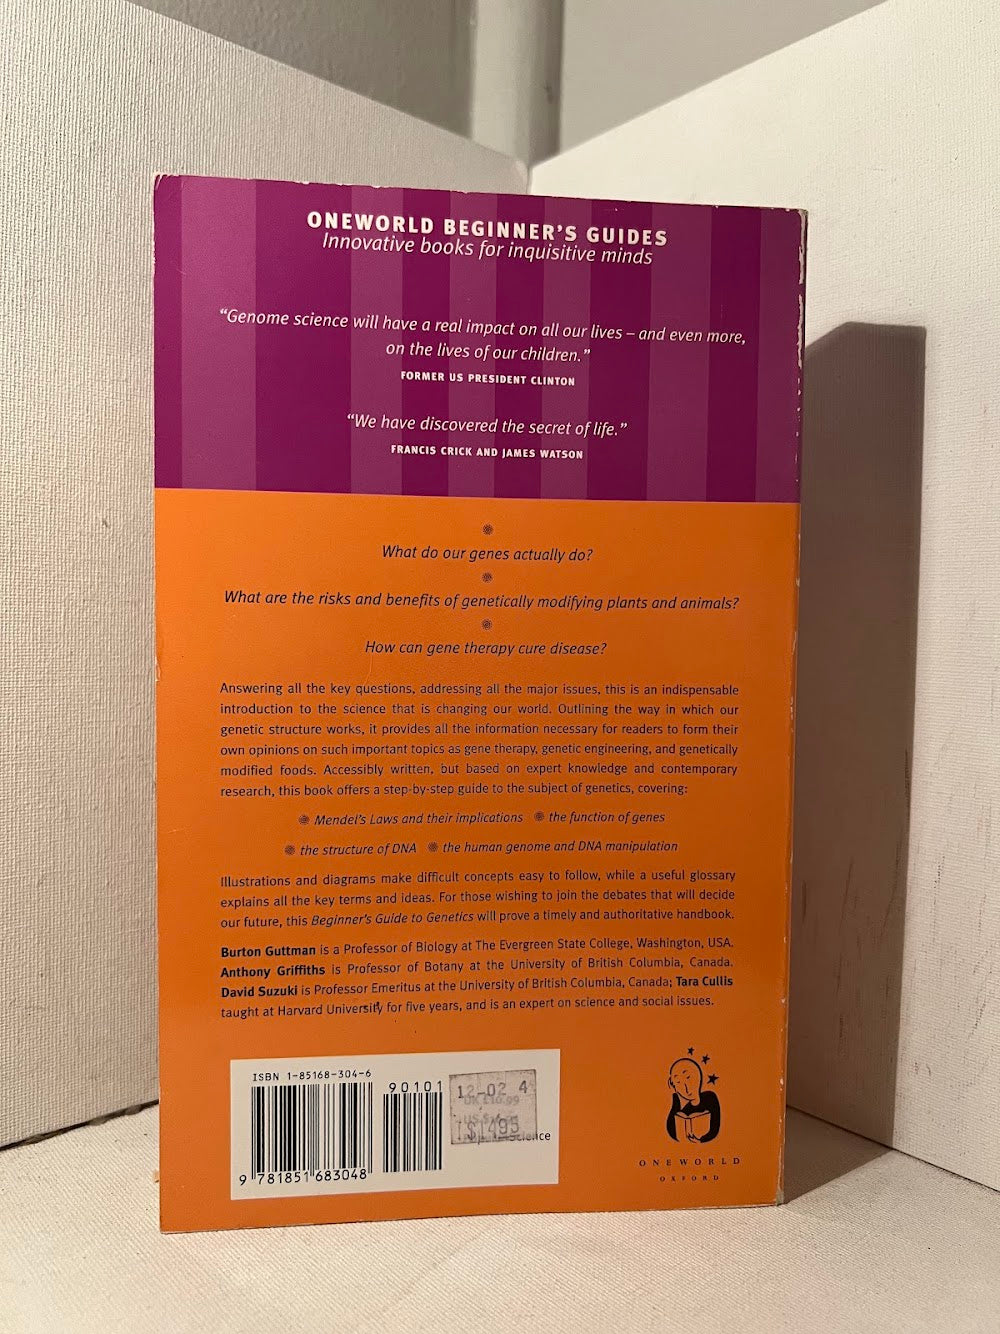 ONEWORLD BEGINNER'S GUIDES
Innovative books for inquisitive minds
“Genome science will have a real impact on all our lives – and even more,
on the lives of our children.”
FORMER US PRESIDENT CLINTON
“We have discovered the secret of life.”
FRANCIS CRICK AND JAMES WATSON
What do our genes actually do?
What are the risks and benefits of genetically modifying plants and animals?
How can gene therapy cure disease?
Answering all the key questions, addressing all the major issues, this is an indispensable
introduction to the science that is changing our world. Outlining the way in which our
genetic structure works, it provides all the information necessary for readers to form their
own opinions on such important topics as gene therapy, genetic engineering, and genetically
modified foods. Accessibly written, but based on expert knowledge and contemporary
research, this book offers a step-by-step guide to the subject of genetics, covering:
Mendel's Laws and their implications the function of genes
the structure of DNA the human genome and DNA manipulation
Illustrations and diagrams make difficult concepts easy to follow, while a useful glossary
explains all the key terms and ideas. For those wishing to join the debates that will decide
our future, this Beginner's Guide to Genetics will prove a timely and authoritative handbook.
Burton Guttman is a Professor of Biology at The Evergreen State College, Washington, USA.
Anthony Griffiths is Professor of Botany at the University of British Columbia, Canada.
David Suzuki is Professor Emeritus at the University of British Columbia, Canada; Tara Cullis
taught at Harvard University for five years, and is an expert on science and social issues.
ISBN 1-85168-304-6
90101
12-02 4
$1495
9 781851 683048
ONEWORLD
OXFORD